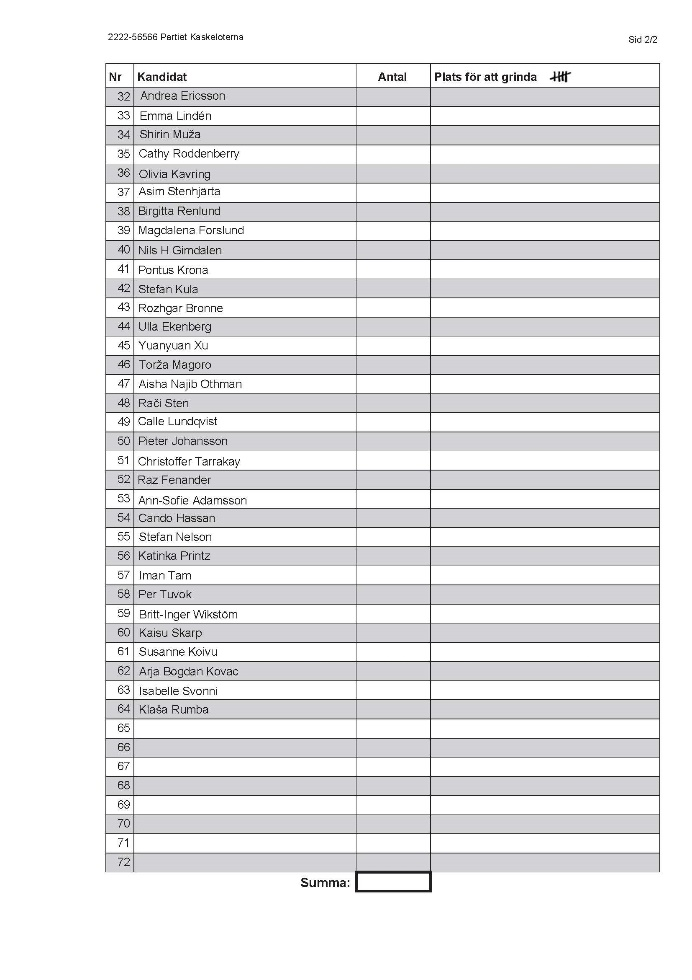 2222-56566 Partiet Kaskeloterna
Sid 2/2
Nr Kandidat Antal Plats för att grinda
32 Andrea Ericsson
33 Emma Lindén
34 Shirin Muža
35 Cathy Roddenberry
36 Olivia Kavring
37 Asim Stenhjärta
38 Birgitta Renlund
39 Magdalena Forslund
40 Nils H Gimdalen
41 Pontus Krona
42 Stefan Kula
43 Rozhgar Bronne
44 Ulla Ekenberg
45 Yuanyuan Xu
46 Torža Magoro
47 Aisha Najib Othman
48 Rači Sten
49 Calle Lundqvist
50 Pieter Johansson
51 Christoffer Tarrakay
52 Raz Fenander
53 Ann-Sofie Adamsson
54 Cando Hassan
55 Stefan Nelson
56 Katinka Printz
57 Iman Tam
58 Per Tuvok
59 Britt-Inger Wikstöm
60 Kaisu Skarp
61 Susanne Koivu
62 Arja Bogdan Kovac
63 Isabelle Svonni
64 Klaša Rumba
65
66
67
68
69
70
71
72
Summa: